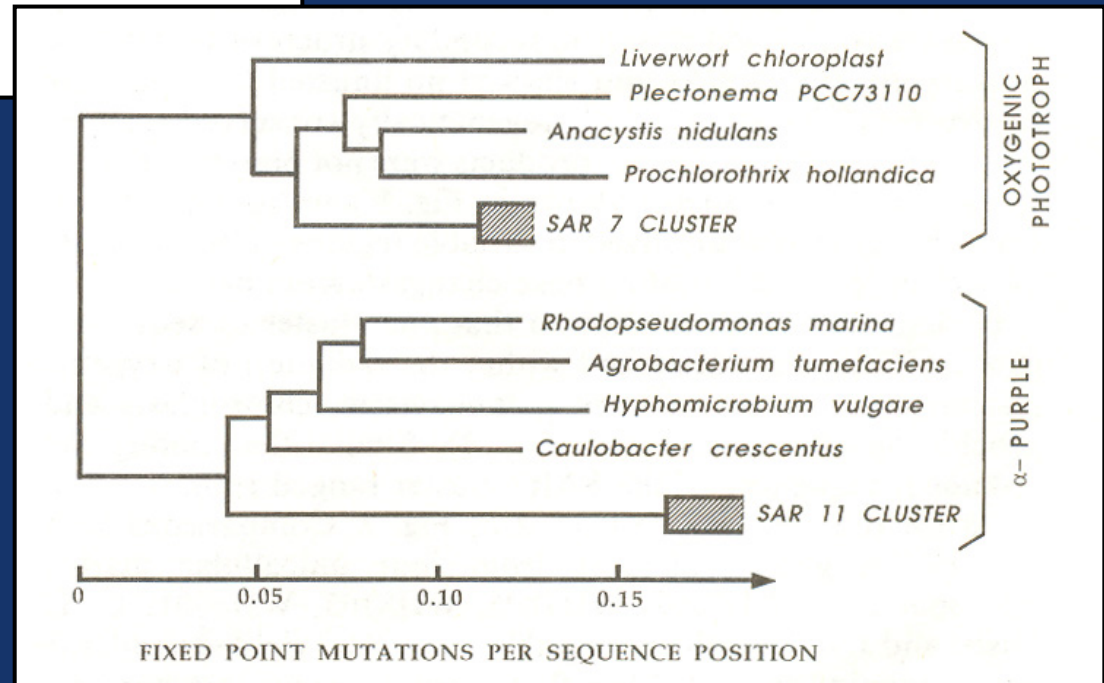 Liverwort chloroplast
Plectonema PCC73110
Anacystis nidulans
Prochlorothrix hollandica
SAR 7 CLUSTER
OXYGENIC
PHOTOTROPH
Rhodopseudomonas marina
Agrobacterium tumefaciens
Hyphomicrobium vulgare
Caulobacter crescentus
SAR 11 CLUSTER
α- PURPLE
0 0.05 0.10 0.15
FIXED POINT MUTATIONS PER SEQUENCE POSITION